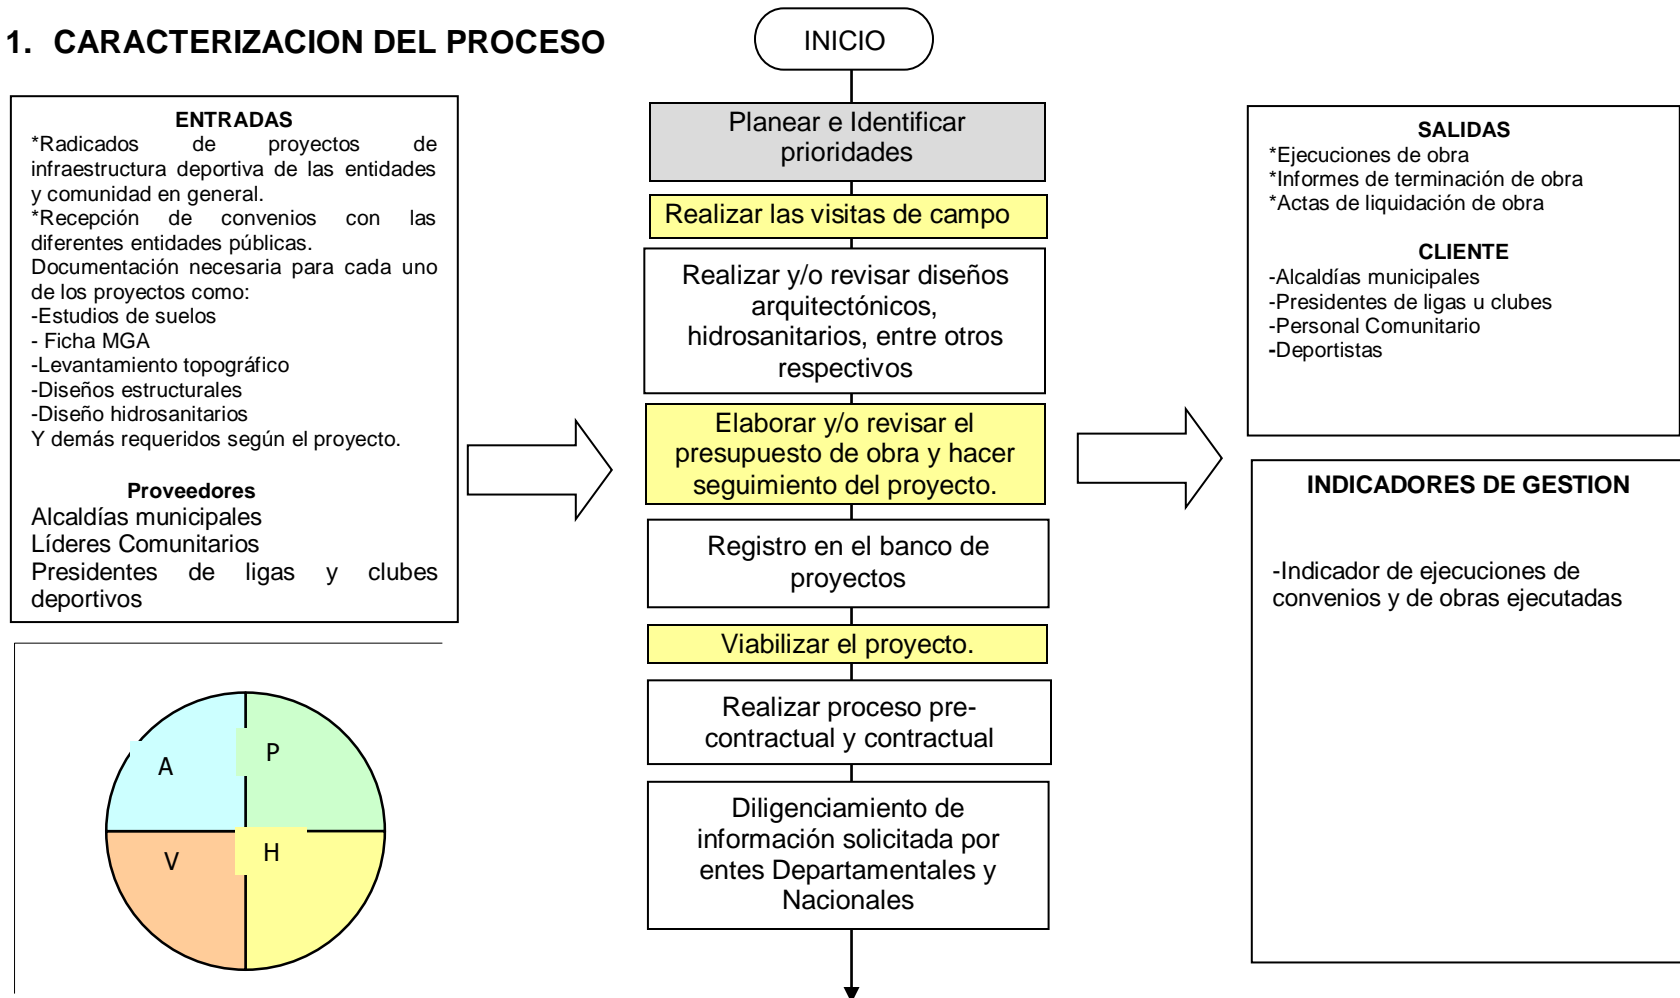 1. CARACTERIZACION DEL PROCESO
ENTRADAS
*Radicados de proyectos de
infraestructura deportiva de las entidades
y comunidad en general.
*Recepción de convenios con las
diferentes entidades públicas.
Documentación necesaria para cada uno
de los proyectos como:
-Estudios de suelos
- Ficha MGA
-Levantamiento topográfico
-Diseños estructurales
-Diseño hidrosanitarios
Y demás requeridos según el proyecto.
Proveedores
Alcaldías municipales
Líderes Comunitarios
Presidentes de ligas y clubes
deportivos
A
P
V
H
INICIO
Planear e Identificar
prioridades
Realizar las visitas de campo
Realizar y/o revisar diseños
arquitectónicos,
hidrosanitarios, entre otros
respectivos
Elaborar y/o revisar el
presupuesto de obra y hacer
seguimiento del proyecto.
Registro en el banco de
proyectos
Viabilizar el proyecto.
Realizar proceso pre-
contractual y contractual
Diligenciamiento de
información solicitada por
entes Departamentales y
Nacionales
SALIDAS
*Ejecuciones de obra
*Informes de terminación de obra
*Actas de liquidación de obra
CLIENTE
-Alcaldías municipales
-Presidentes de ligas u clubes
-Personal Comunitario
-Deportistas
INDICADORES DE GESTION
-Indicador de ejecuciones de
convenios y de obras ejecutadas